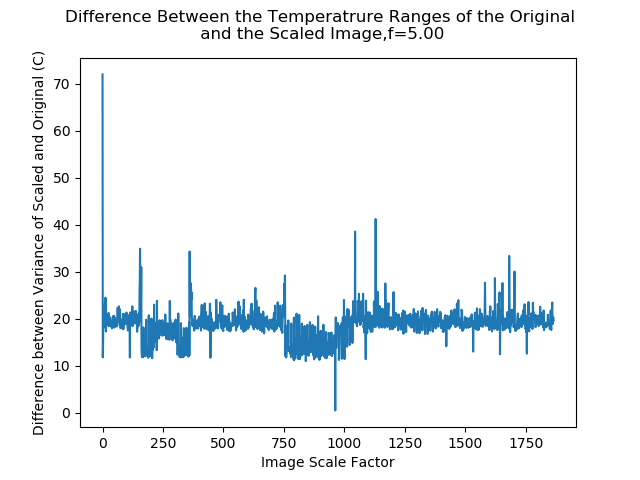 Difference Between the Temperatrure Ranges of the Original
and the Scaled Image,f=5.00
Difference between Variance of Scaled and Original (C)
70
60
50
40
30
20
10
0
0 250 500 750 1000 1250 1500 1750
Image Scale Factor